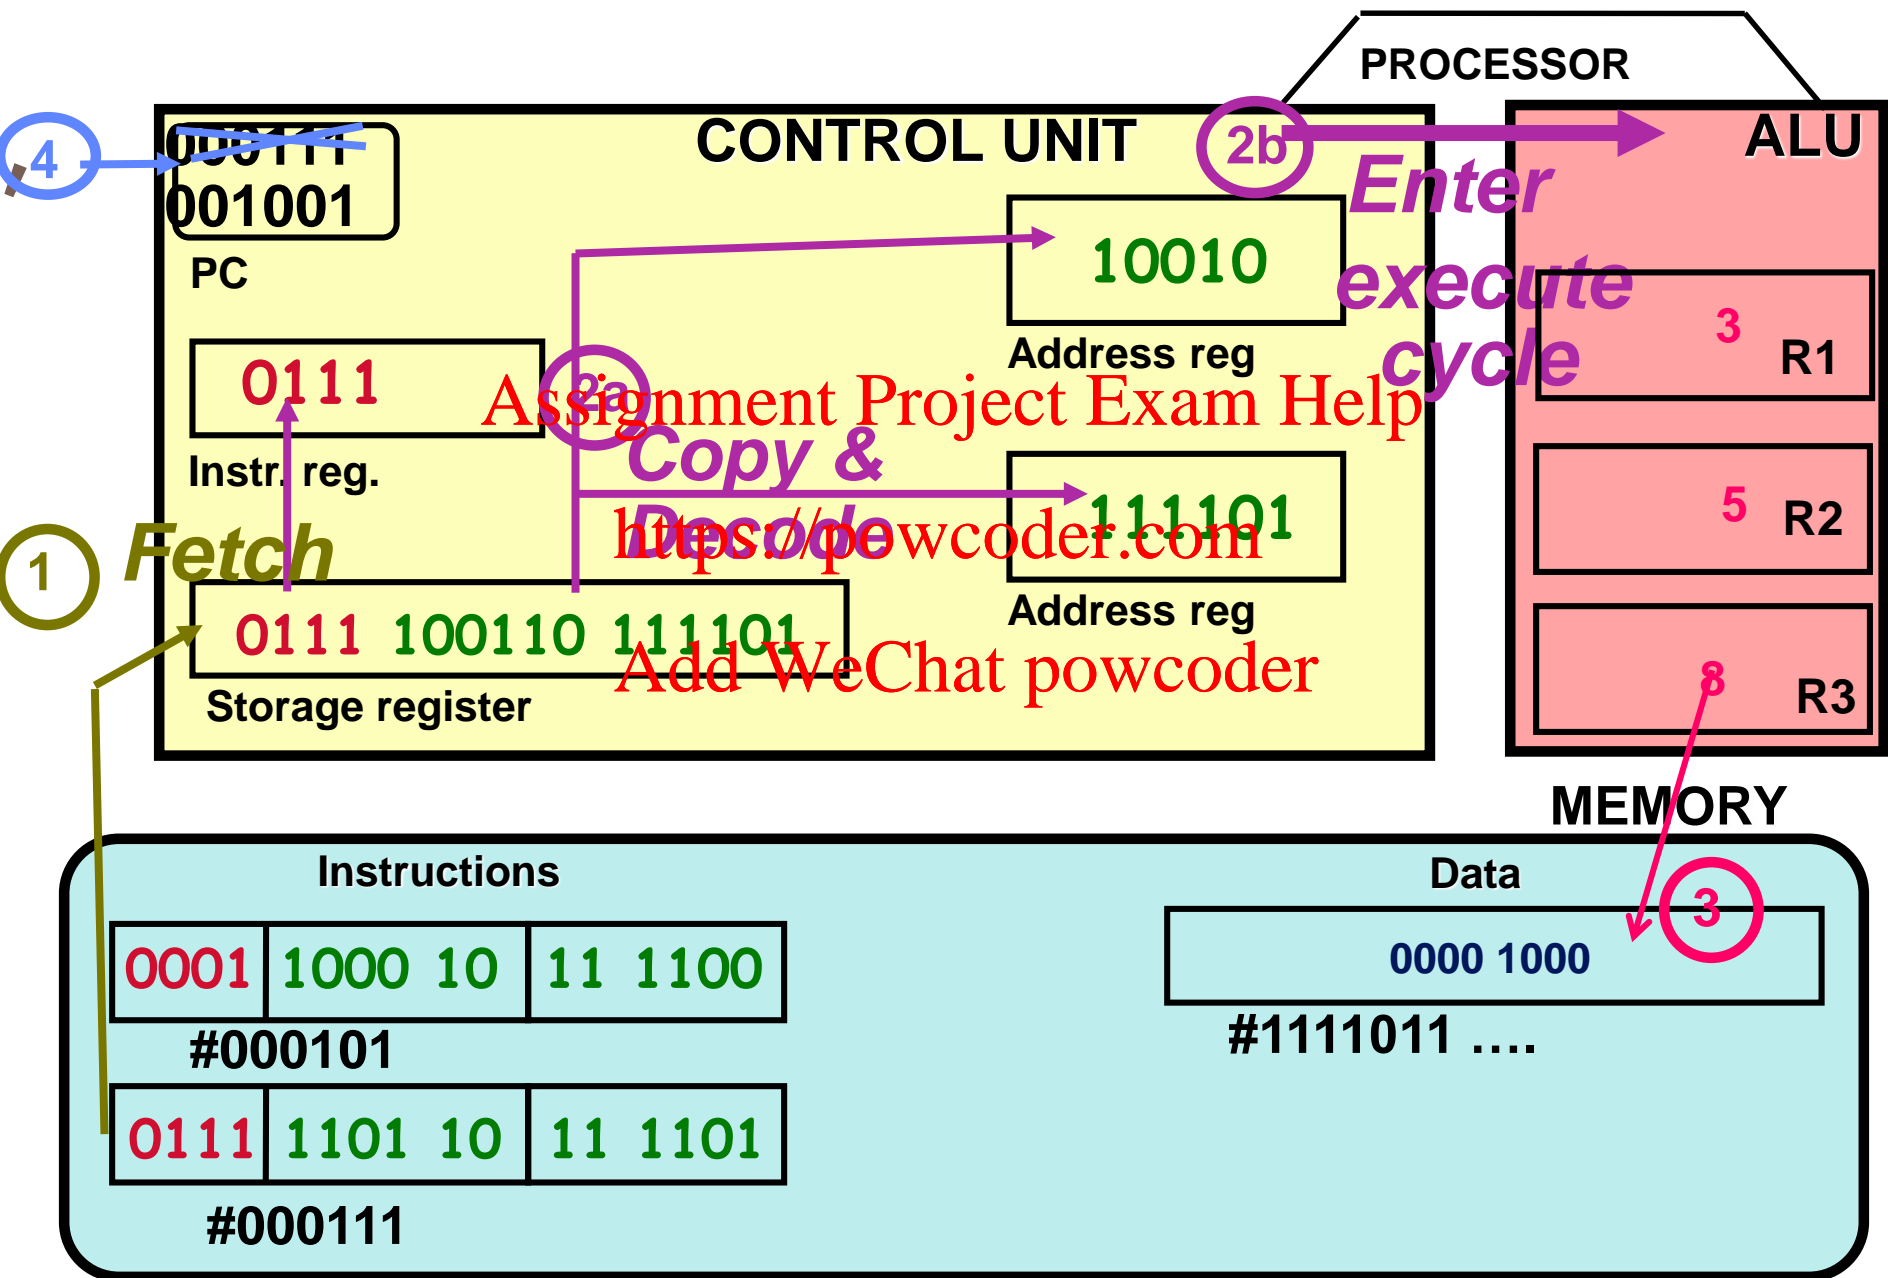 PROCESSOR
4
000111
001001
PC
CONTROL UNIT
2b
Enter
execute
cycle
ALU
10010
Address reg
3 R1
0111
Instr. reg.
2a
Copy &
Decode
Assignment Project Exam Help
111101
Address reg
5 R2
https://powcoder.com
1 Fetch
0111 100110 111101
Storage register
Add WeChat powcoder
8 R3
MEMORY
Instructions
Data
0001 1000 10 11 1100
#000101
3
0000 1000
#1111011 ....
0111 1101 10 11 1101
#000111